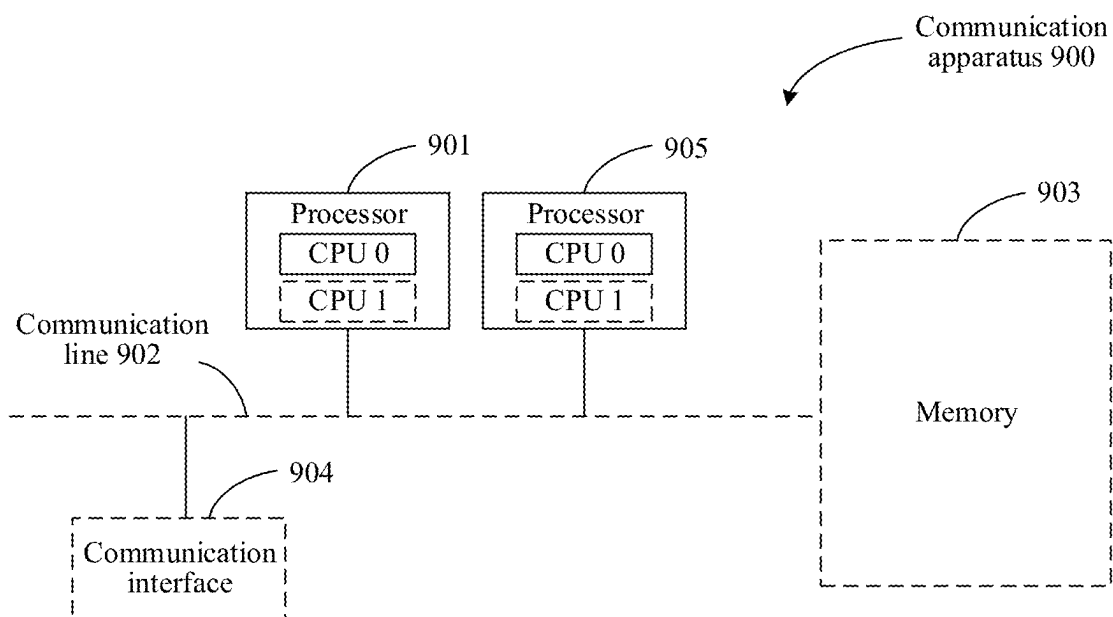 Communication
apparatus 900
901
905
903
Processor
CPU 0
CPU 1
Processor
CPU 0
CPU 1
Communication
line 902
Memory
904
Communication
interface